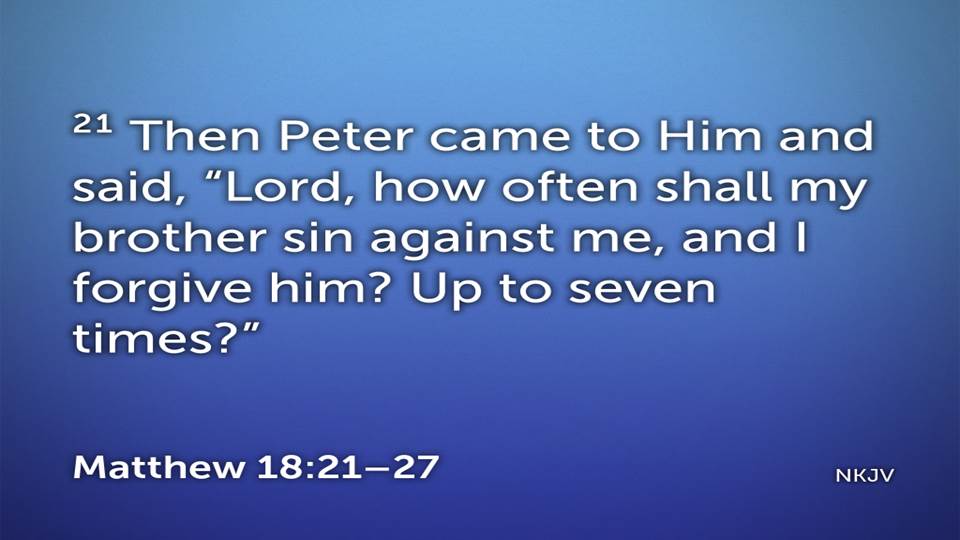 21 Then Peter came to Him and
said, “Lord, how often shall my
brother sin against me, and I
forgive him? Up to seven
times?”
Matthew 18:21–27
NKJV